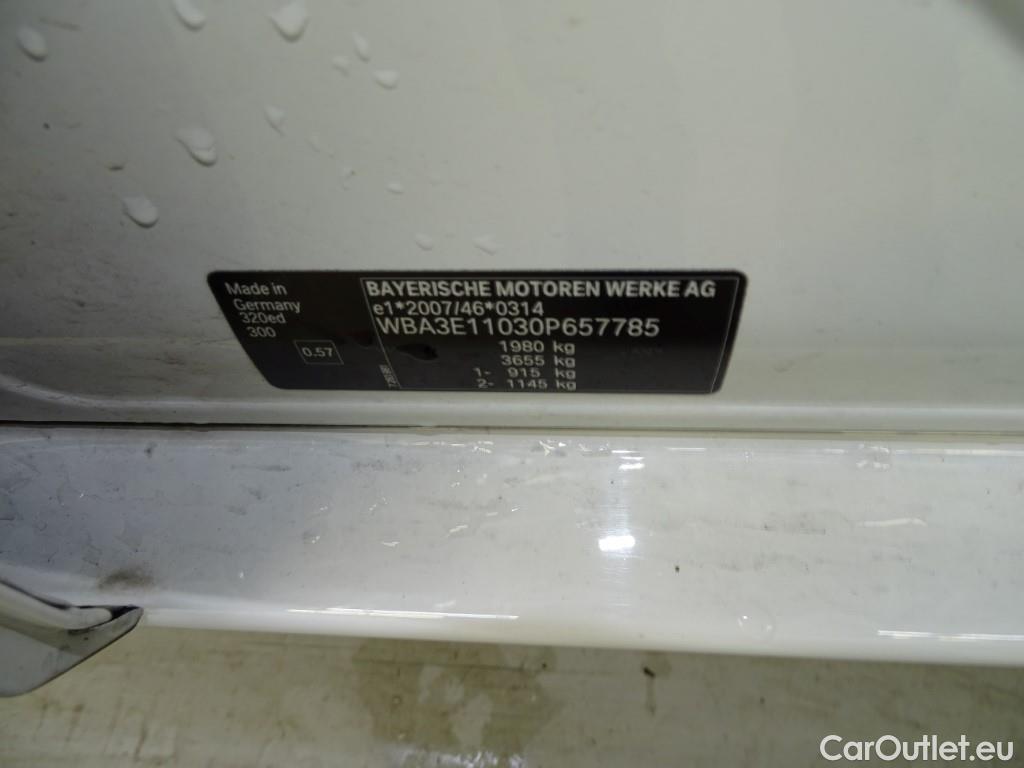 Made in
Germany
320ed
300
0.57
BAYERISCHE MOTOREN WERKE AG
e1*2007/46*0314
WBA3E11030P657785
1980 kg
3655 kg
1- 915 kg
2- 1145 kg
CarOutlet.eu